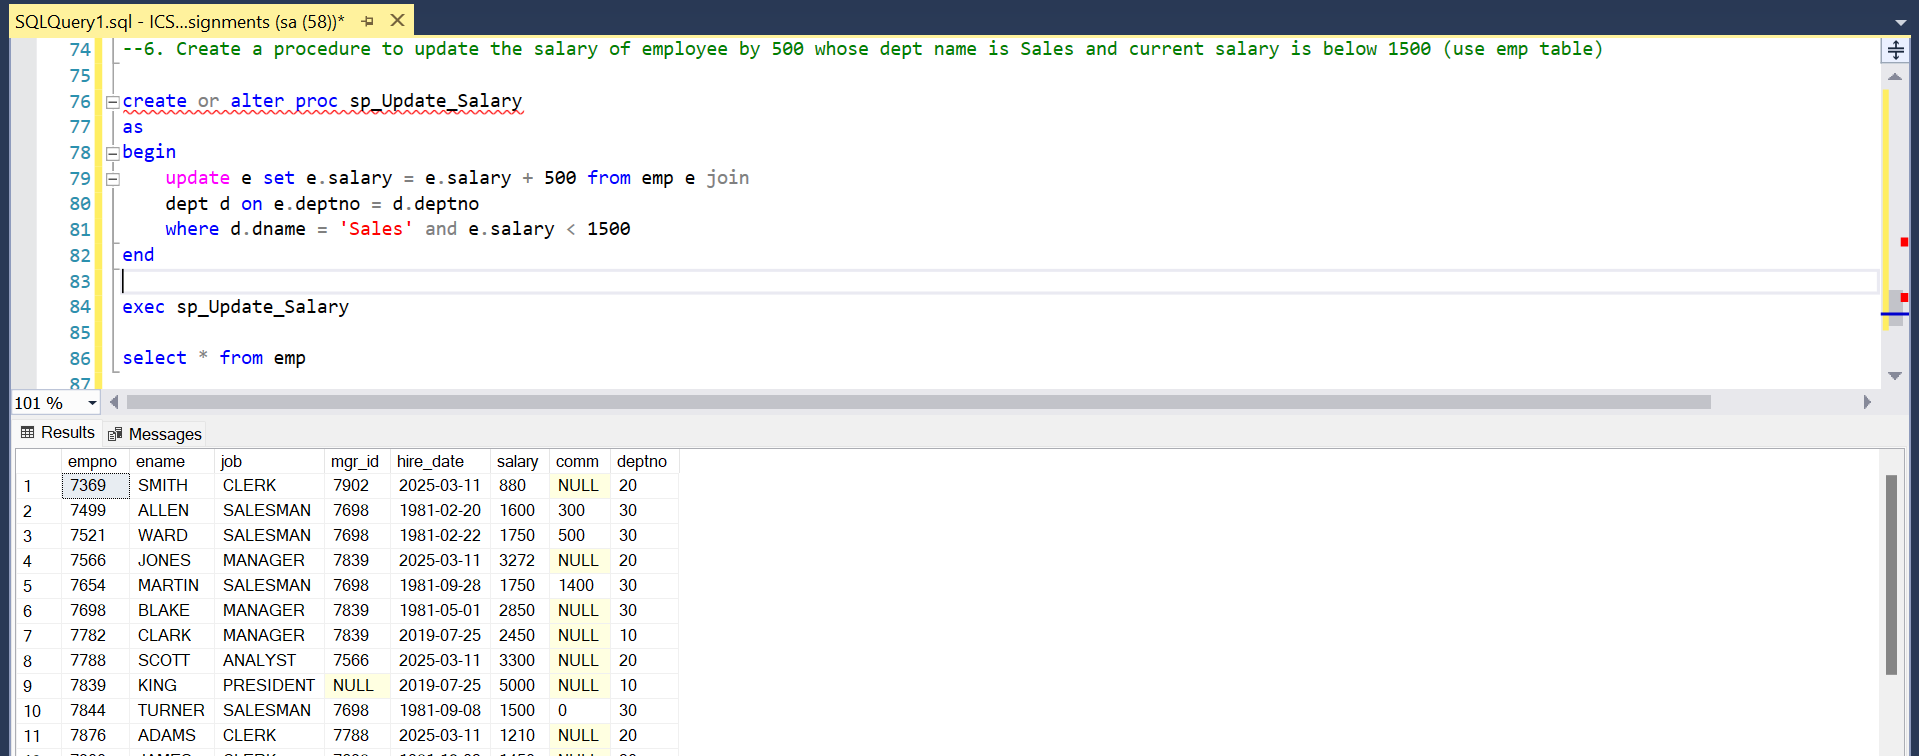 SQLQuery1.sql - ICS...signments (sa (58))*
74 --6. Create a procedure to update the salary of employee by 500 whose dept name is Sales and current salary is below 1500 (use emp table)
75
76 create or alter proc sp_Update_Salary
77 as
78 begin
79 update e set e.salary = e.salary + 500 from emp e join
80 dept d on e.deptno = d.deptno
81 where d.dname = 'Sales' and e.salary < 1500
82 end
83
84 exec sp_Update_Salary
85
86 select * from emp
87
101 %
Results Messages
empno ename job mgr_id hire_date salary comm deptno
1 7369 SMITH CLERK 7902 2025-03-11 880 NULL 20
2 7499 ALLEN SALESMAN 7698 1981-02-20 1600 300 30
3 7521 WARD SALESMAN 7698 1981-02-22 1750 500 30
4 7566 JONES MANAGER 7839 2025-03-11 3272 NULL 20
5 7654 MARTIN SALESMAN 7698 1981-09-28 1750 1400 30
6 7698 BLAKE MANAGER 7839 1981-05-01 2850 NULL 30
7 7782 CLARK MANAGER 7839 2019-07-25 2450 NULL 10
8 7788 SCOTT ANALYST 7566 2025-03-11 3300 NULL 20
9 7839 KING PRESIDENT NULL 2019-07-25 5000 NULL 10
10 7844 TURNER SALESMAN 7698 1981-09-08 1500 0 30
11 7876 ADAMS CLERK 7788 2025-03-11 1210 NULL 20